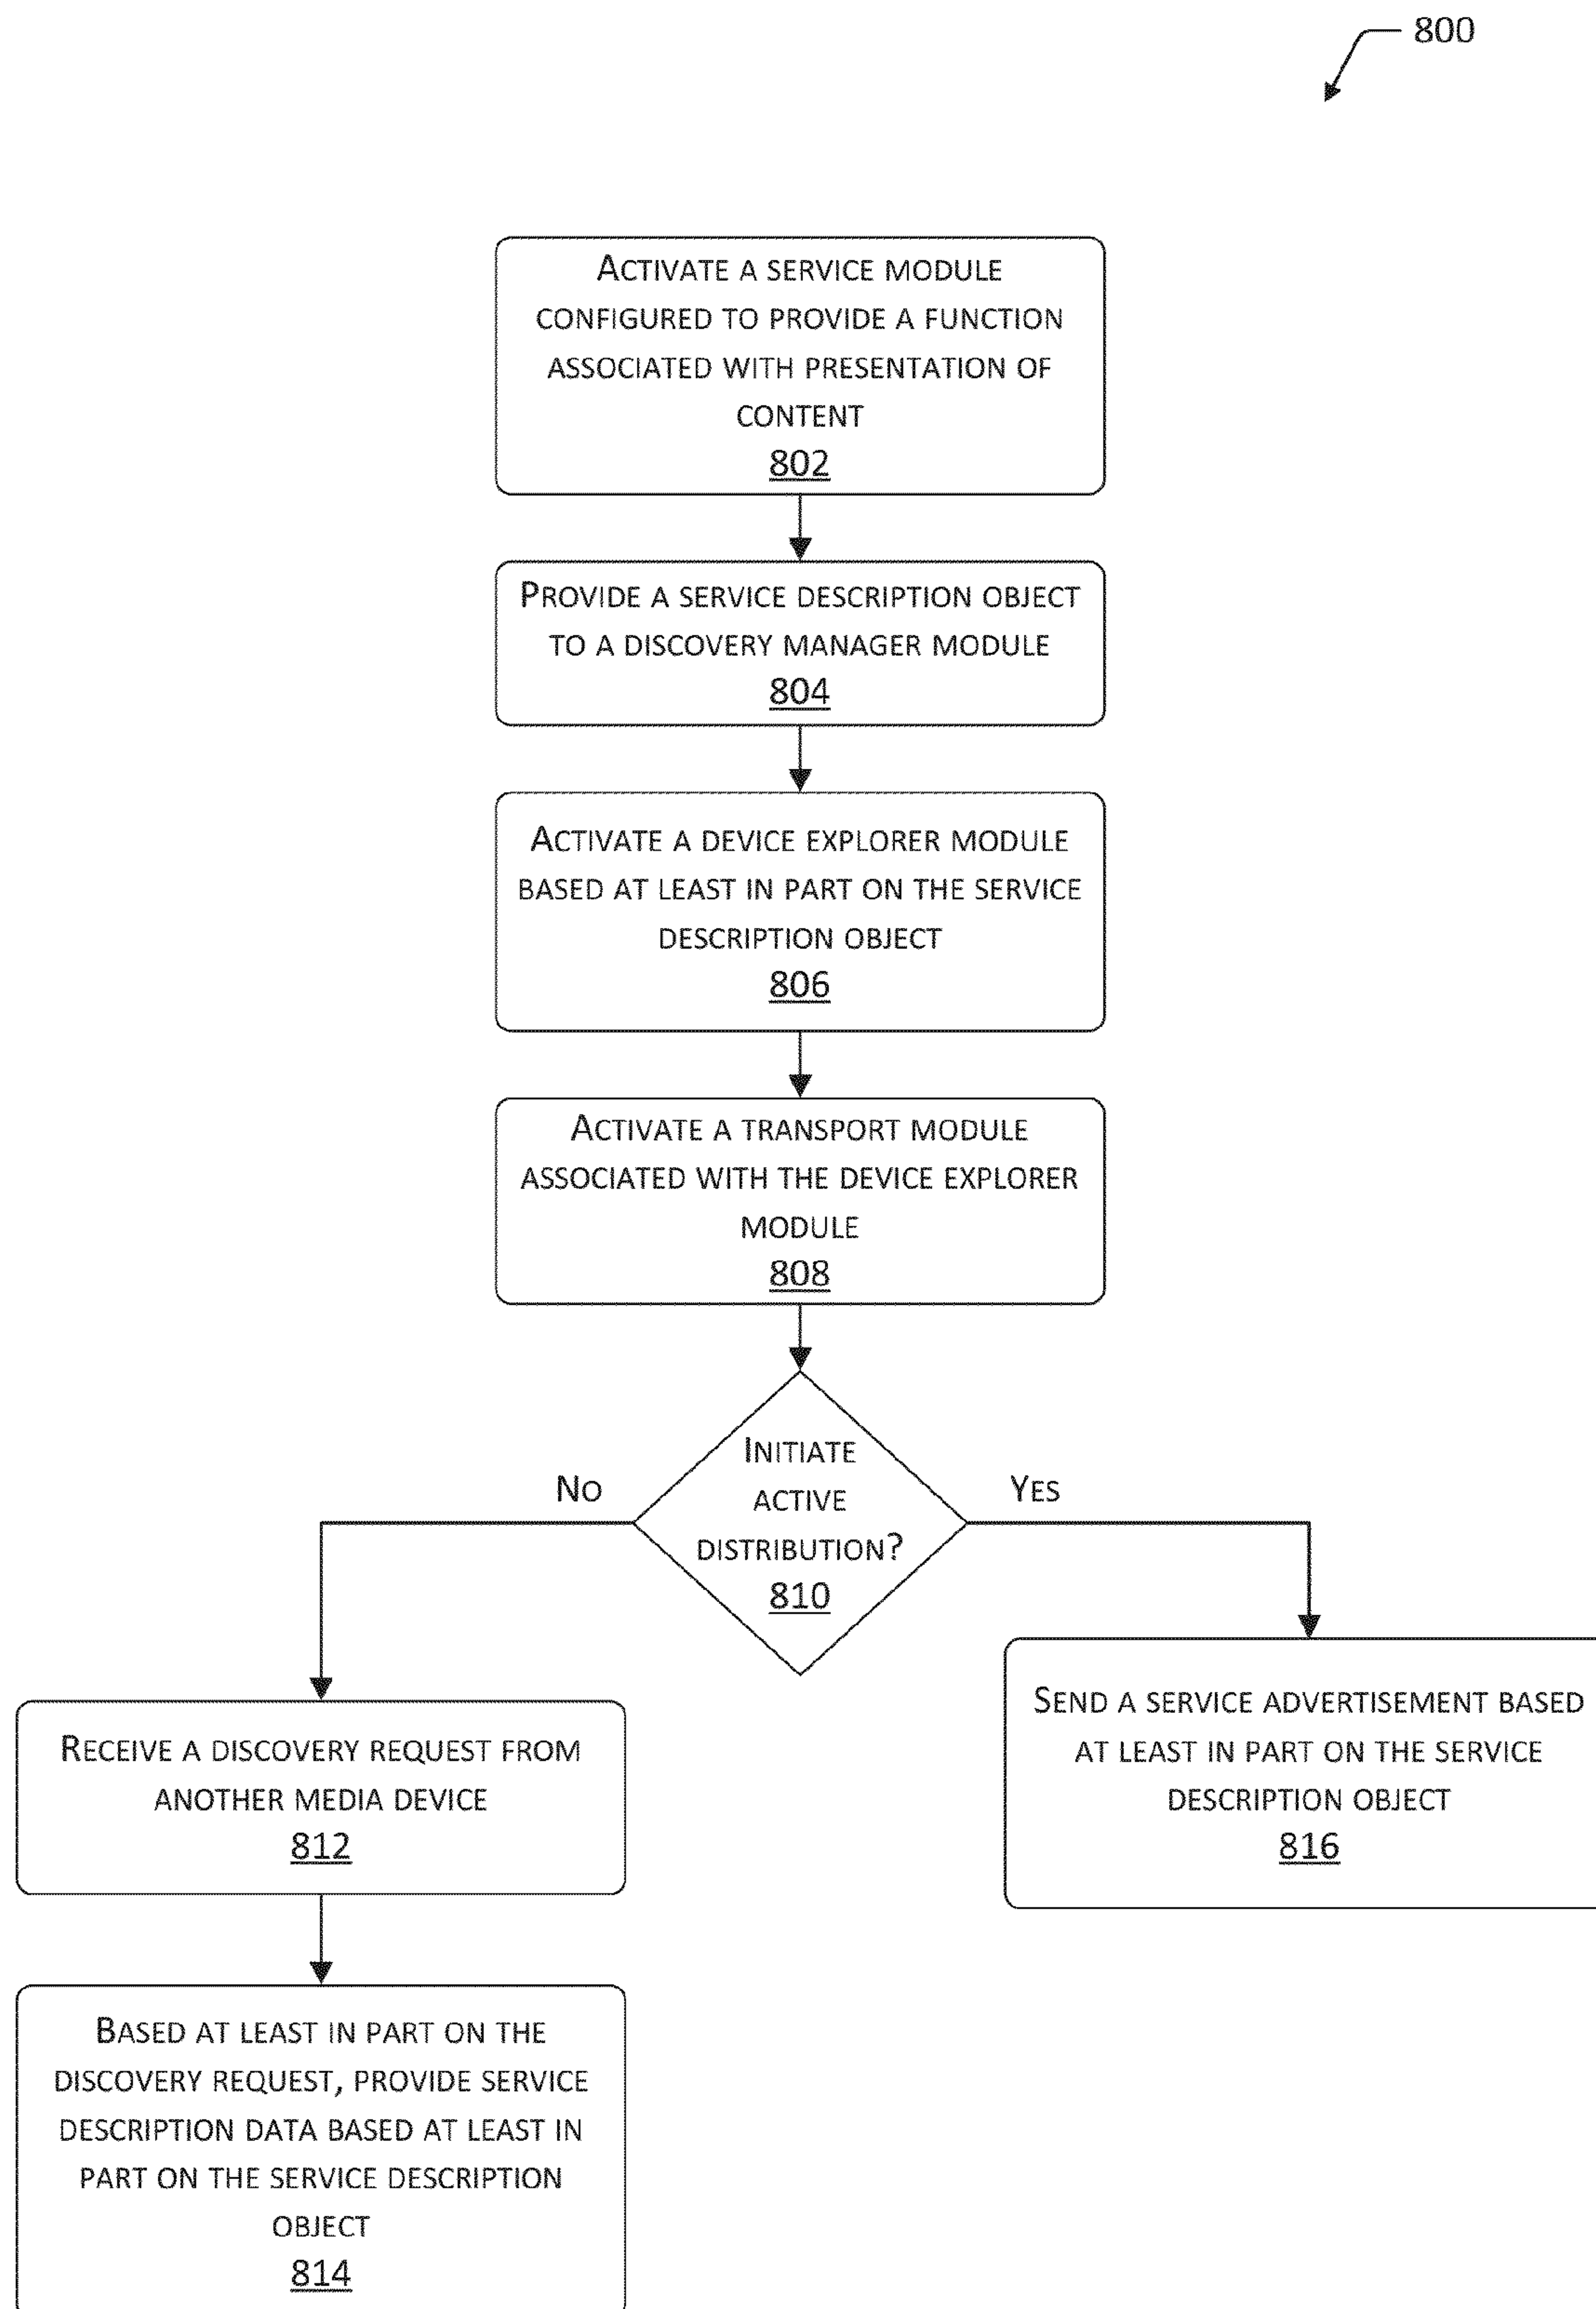 800
ACTIVATE A SERVICE MODULE
CONFIGURED TO PROVIDE A FUNCTION
ASSOCIATED WITH PRESENTATION OF
CONTENT
802
PROVIDE A SERVICE DESCRIPTION OBJECT
TO A DISCOVERY MANAGER MODULE
804
ACTIVATE A DEVICE EXPLORER MODULE
BASED AT LEAST IN PART ON THE SERVICE
DESCRIPTION OBJECT
806
ACTIVATE A TRANSPORT MODULE
ASSOCIATED WITH THE DEVICE EXPLORER
MODULE
808
INITIATE
ACTIVE
DISTRIBUTION?
810
NO
YES
RECEIVE A DISCOVERY REQUEST FROM
ANOTHER MEDIA DEVICE
812
SEND A SERVICE ADVERTISEMENT BASED
AT LEAST IN PART ON THE SERVICE
DESCRIPTION OBJECT
816
BASED AT LEAST IN PART ON THE
DISCOVERY REQUEST, PROVIDE SERVICE
DESCRIPTION DATA BASED AT LEAST IN
PART ON THE SERVICE DESCRIPTION
OBJECT
814